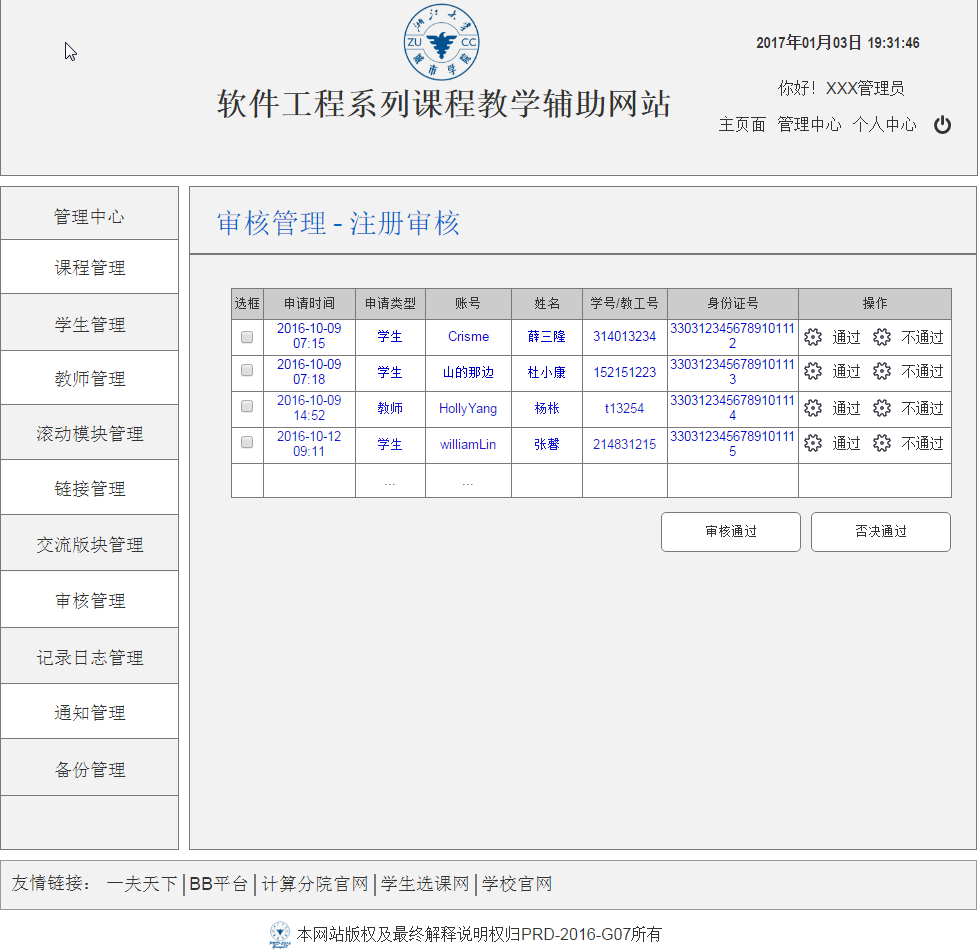 浙江大学
ZU CC
城市学院
2017年01月03日 19:31:46
软件工程系列课程教学辅助网站
你好！XXX管理员
主页面 管理中心 个人中心
管理中心
课程管理
学生管理
教师管理
滚动模块管理
链接管理
交流版块管理
审核管理
记录日志管理
通知管理
备份管理
审核管理 - 注册审核
选框 申请时间 申请类型 账号 姓名 学号/教工号 身份证号 操作
2016-10-09 07:15 学生 Crisme 薛三隆 314013234 3303123456789101112 通过 不通过
2016-10-09 07:18 学生 山的那边 杜小康 152151223 3303123456789101113 通过 不通过
2016-10-09 14:52 教师 HollyYang 杨枨 t13254 3303123456789101114 通过 不通过
2016-10-12 09:11 学生 williamLin 张馨 214831215 3303123456789101115 通过 不通过
... ...
审核通过 否决通过
友情链接： 一夫天下|BB平台|计算分院官网|学生选课网|学校官网
本网站版权及最终解释说明权归PRD-2016-G07所有